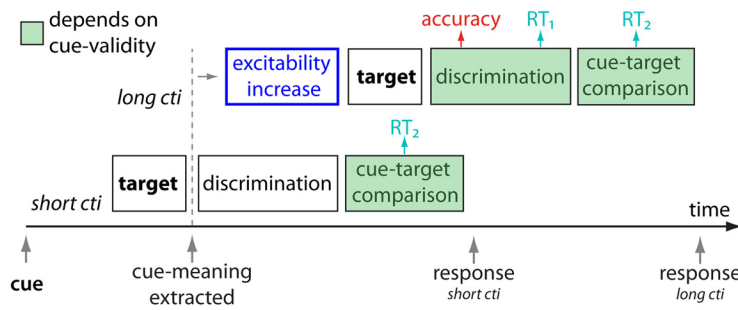 depends on
cue-validity
accuracy
RT₁
RT₂
long cti
excitability
increase
target
discrimination
cue-target
comparison
RT₂
short cti
target
discrimination
cue-target
comparison
time
cue
cue-meaning
extracted
response
short cti
response
long cti